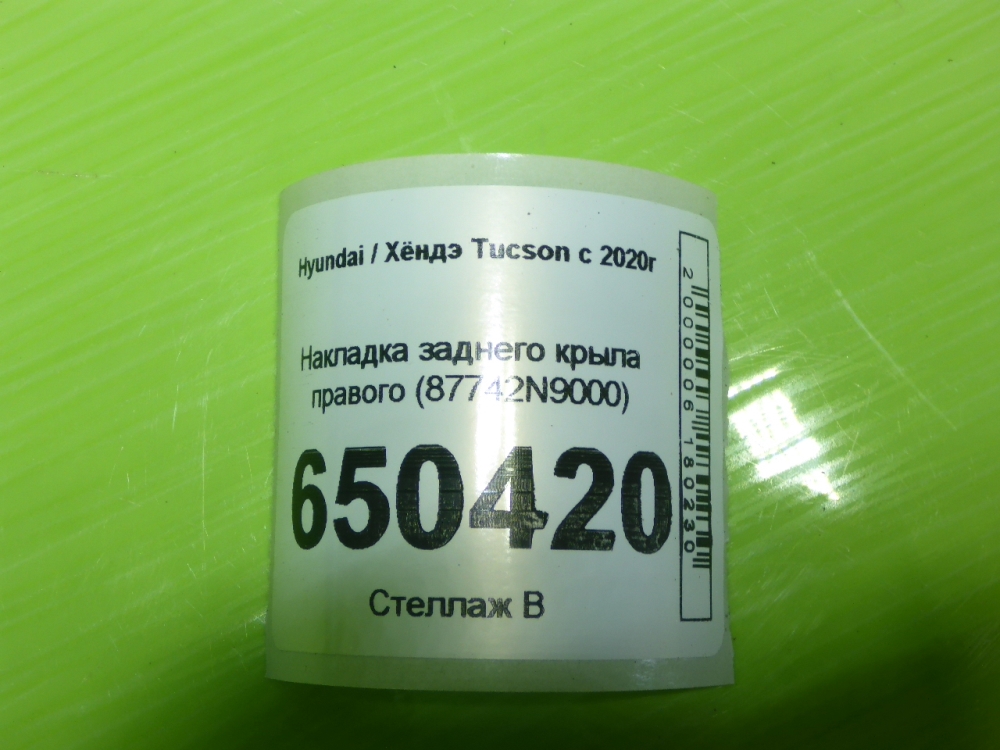 Hyundai / Хёндэ Tucson с 2020г
Накладка заднего крыла
правого (87742N9000)
650420
Стеллаж В
2000006180230